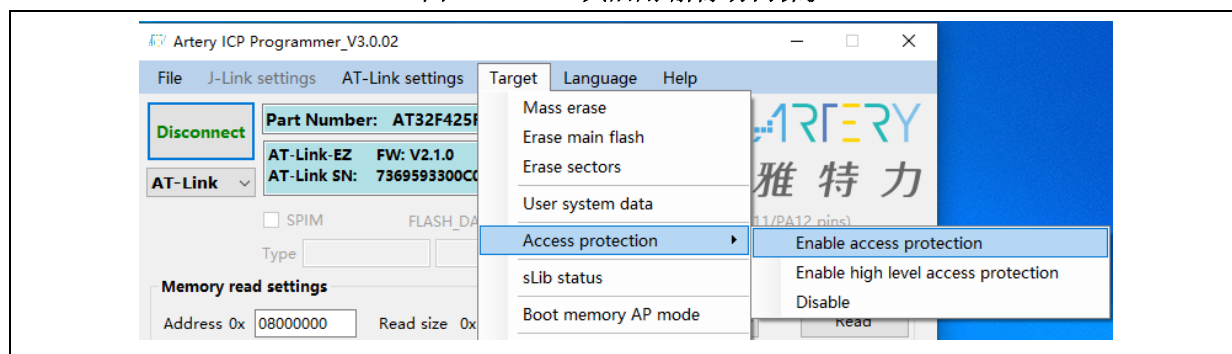 Artery ICP Programmer_V3.0.02
File J-Link settings AT-Link settings Target Language Help
Disconnect
Part Number: AT32F425
AT-Link-EZ FW: V2.1.0
AT-Link SN: 7369593300C
AT-Link
Mass erase
Erase main flash
Erase sectors
User system data
Access protection
sLib status
Boot memory AP mode
ARTERY
雅特力
SPIM FLASH_DA
11/PA12 pins)
Type
Enable access protection
Enable high level access protection
Disable
Memory read settings
Address 0x 08000000 Read size 0x
Read